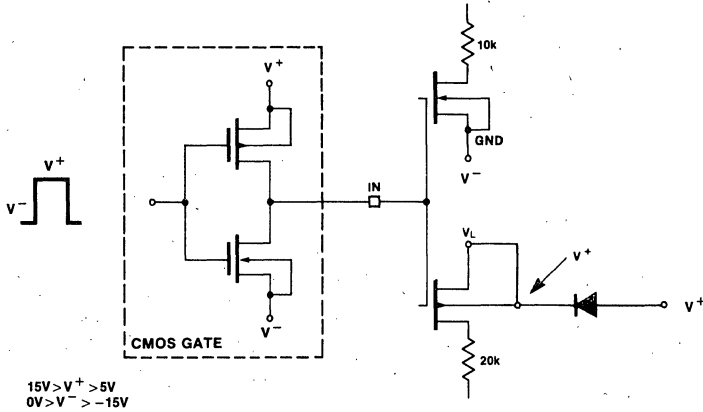 10k
V+
GND
V-
V+
V-
IN
VL
V+
V+
V-
CMOS GATE
20k
15V>V+>5V
0V>V->-15V